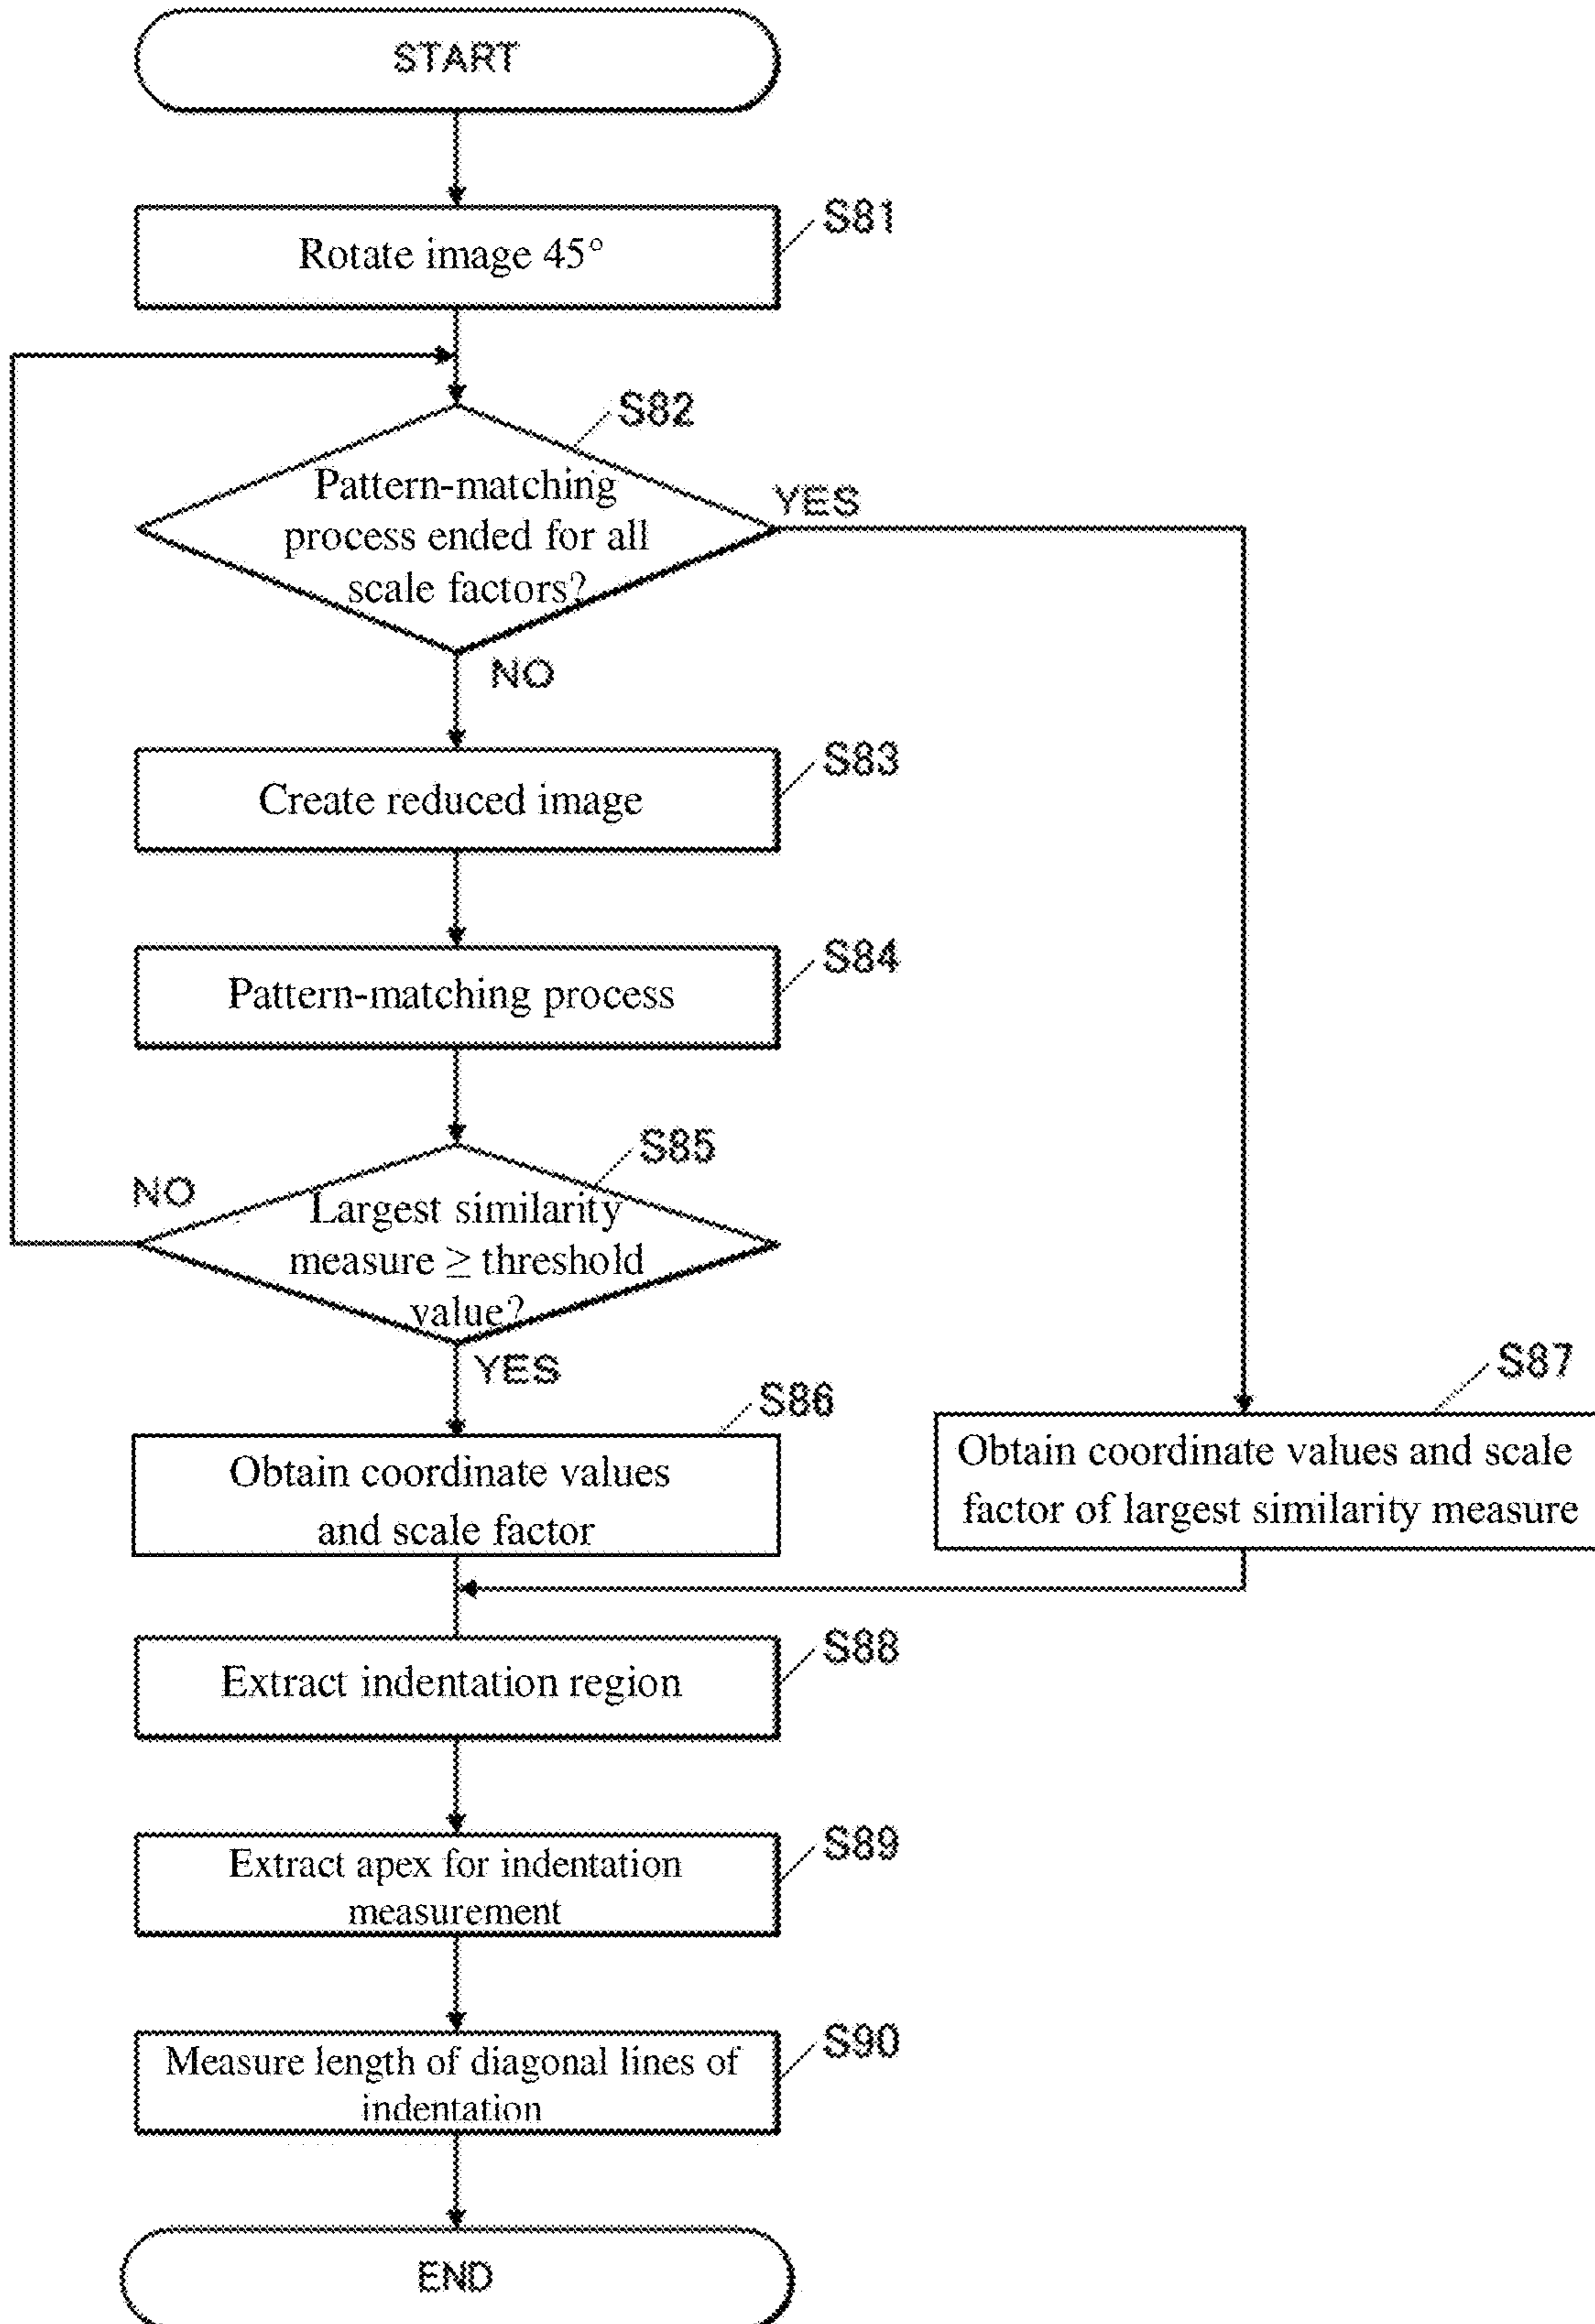 START
S81
Rotate image 45°
S82
Pattern-matching
process ended for all
scale factors?
YES
NO
S83
Create reduced image
S84
Pattern-matching process
S85
NO
Largest similarity
measure ≥ threshold
value?
YES
S86
Obtain coordinate values
and scale factor
S87
Obtain coordinate values and scale
factor of largest similarity measure
S88
Extract indentation region
S89
Extract apex for indentation
measurement
S90
Measure length of diagonal lines of
indentation
END